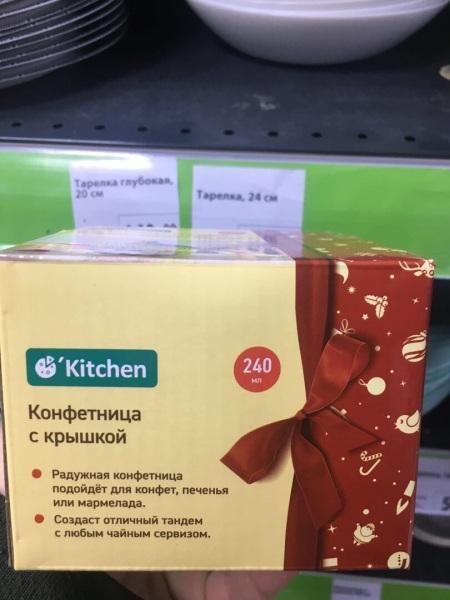 Тарелка глубокая,
20 см
Тарелка, 24 см
'Kitchen
240
мл
Конфетница
с крышкой
Радужная конфетница
подойдёт для конфет, печенья
или мармелада.
Создаст отличный тандем
с любым чайным сервизом.